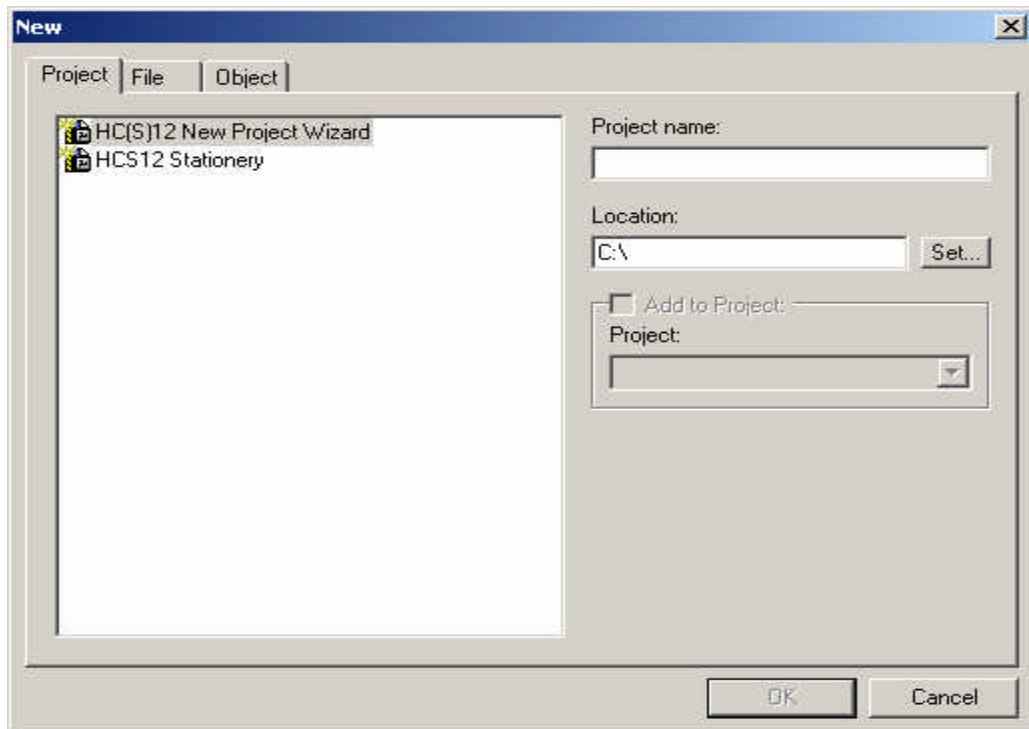 New
Project
File
Object
HC(S)12 New Project Wizard
HCS12 Stationery
Project name:
Location:
C:\
Set...
Add to Project:
Project:
OK
Cancel